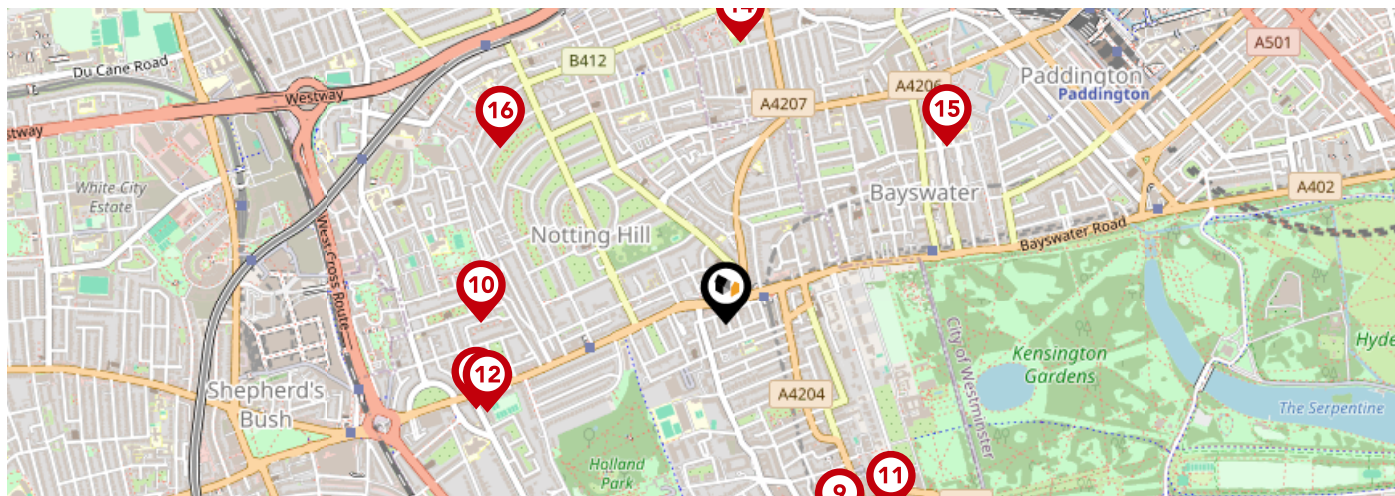 14
A501
Du Cane Road
B412
Paddington
Paddington
A4206
Westway
A4207
16
15
White City
Estate
A402
Bayswater
Notting Hill
West Cross Route
Bayswater Road
10
City of Westminster
Kensington
Gardens
Hyde
12
Shepherd's
Bush
A4204
The Serpentine
Holland
Park
11
9